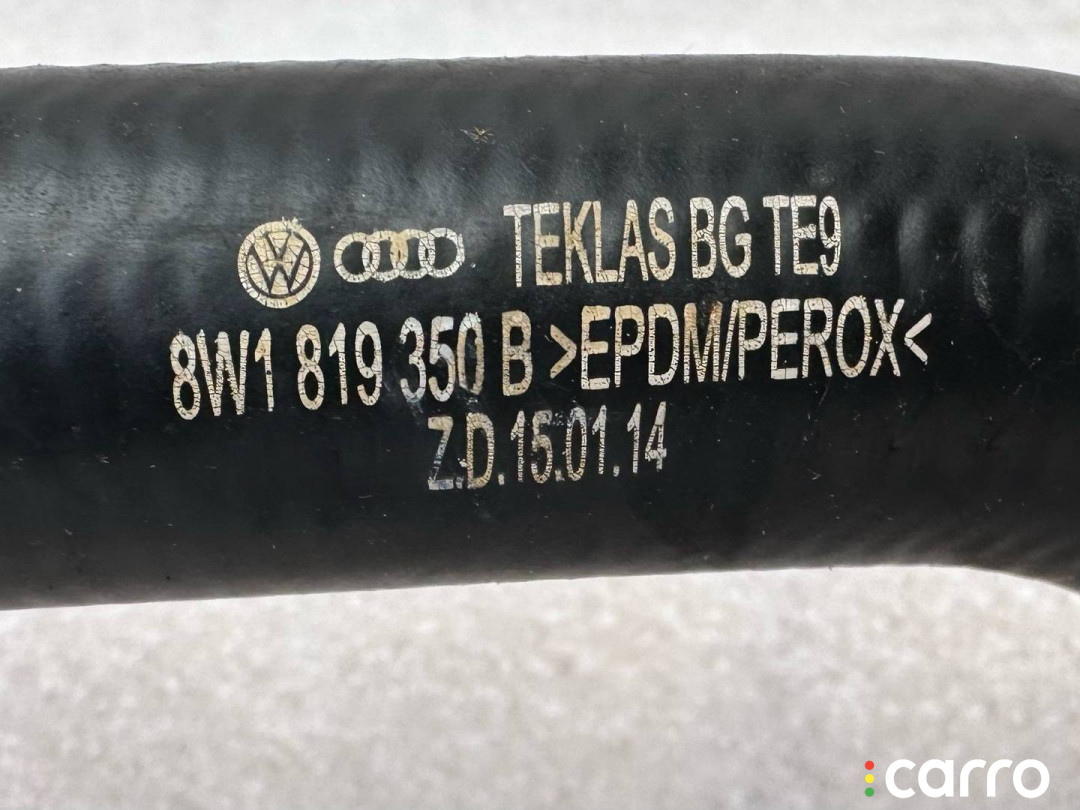 TEKLAS BG TE9
8W1 819 350 B >EPDM/PEROX<
Z.D.15.01.14
carro